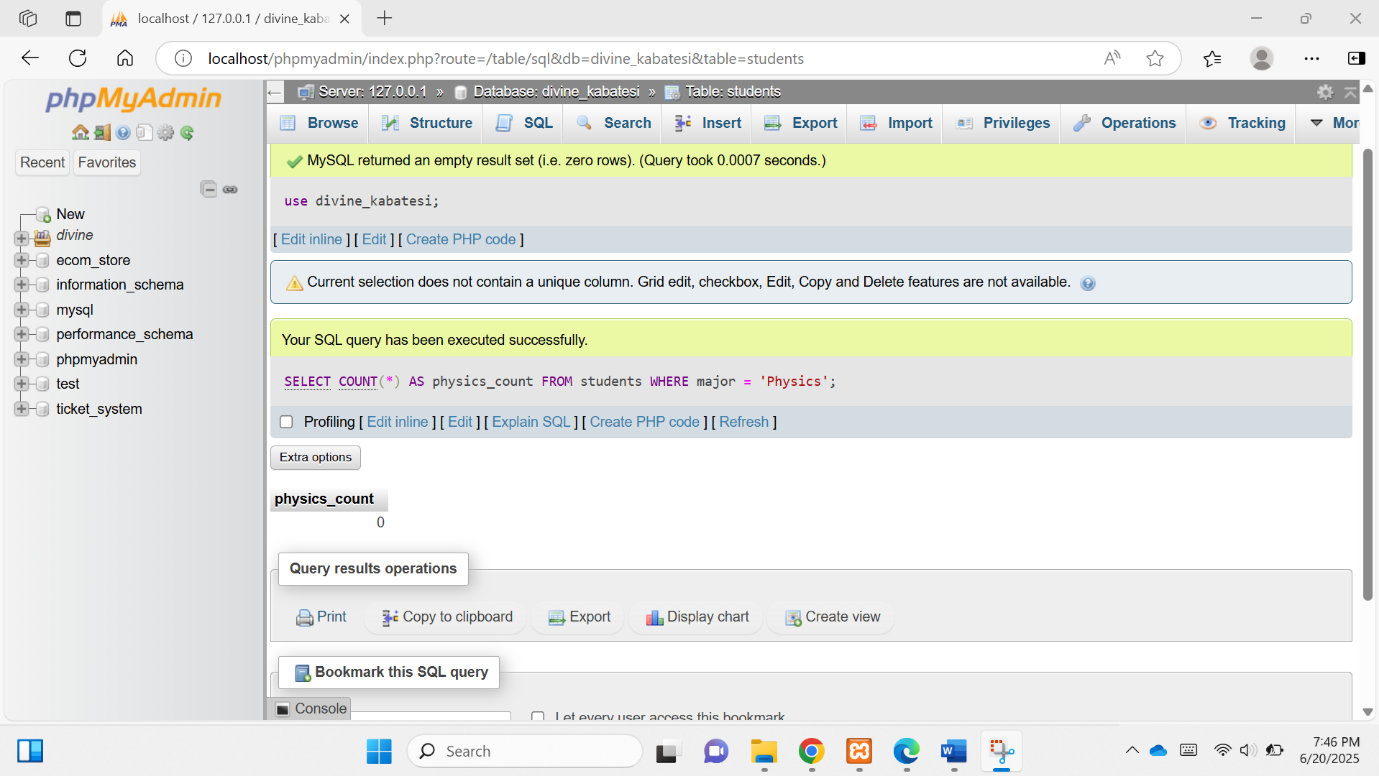 PMA localhost / 127.0.0.1 / divine_kaba
localhost/phpmyadmin/index.php?route=/table/sql&db=divine_kabatesi&table=students
phpMyAdmin
Recent Favorites
New
divine
ecom_store
information_schema
mysql
performance_schema
phpmyadmin
test
ticket_system
Server: 127.0.0.1 » Database: divine_kabatesi » Table: students
Browse Structure SQL Search Insert Export Import Privileges Operations Tracking Mor
MySQL returned an empty result set (i.e. zero rows). (Query took 0.0007 seconds.)
use divine_kabatesi;
[ Edit inline ] [ Edit ] [ Create PHP code ]
Current selection does not contain a unique column. Grid edit, checkbox, Edit, Copy and Delete features are not available.
Your SQL query has been executed successfully.
SELECT COUNT(*) AS physics_count FROM students WHERE major = 'Physics';
Profiling [ Edit inline ] [ Edit ] [ Explain SQL ] [ Create PHP code ] [ Refresh ]
Extra options
physics_count
0
Query results operations
Print Copy to clipboard Export Display chart Create view
Bookmark this SQL query
Console
Let every user access this bookmark
Search
7:46 PM
6/20/2025